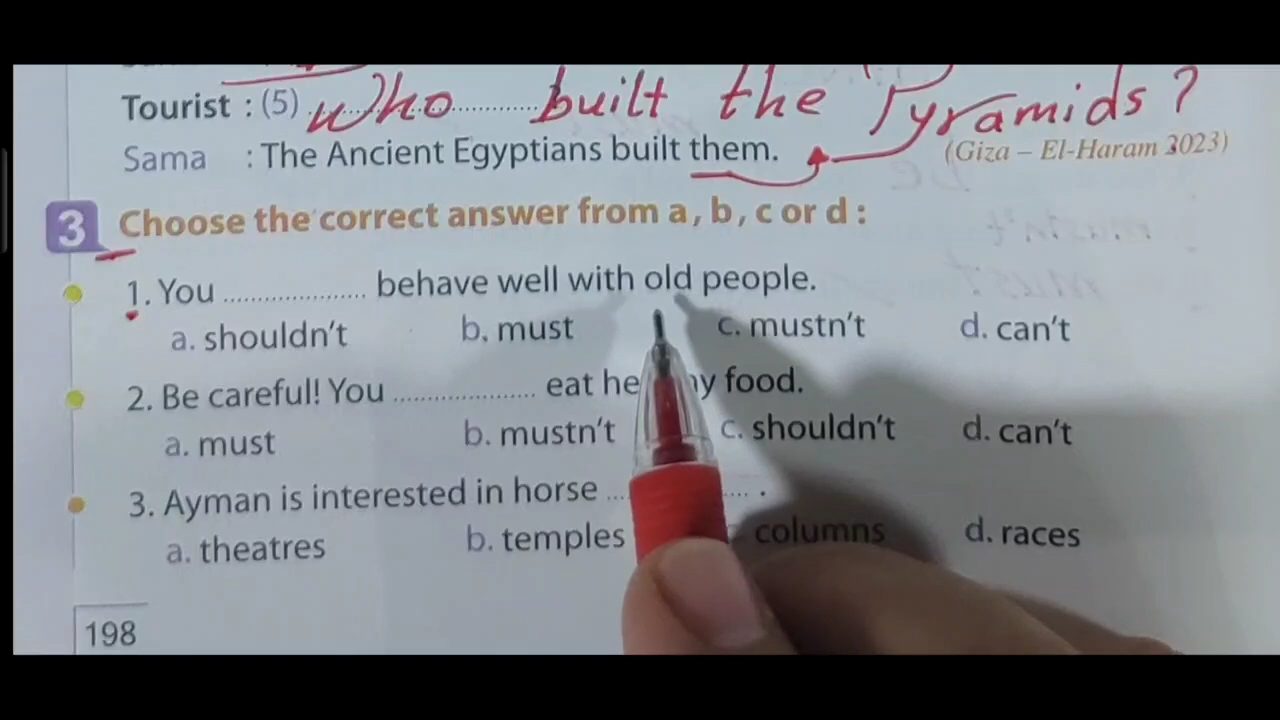 Tourist : (5) .......... Who built the Pyramids ?
Sama : The Ancient Egyptians built them.
(Giza – El-Haram 2023)
3 Choose the correct answer from a, b, c or d :
1. You .................... behave well with old people.
a. shouldn't b. must c. mustn't d. can't
2. Be careful! You .................... eat food.
a. must b. mustn't c. shouldn't d. can't
3. Ayman is interested in horse .................... .
a. theatres b. temples columns d. races
198